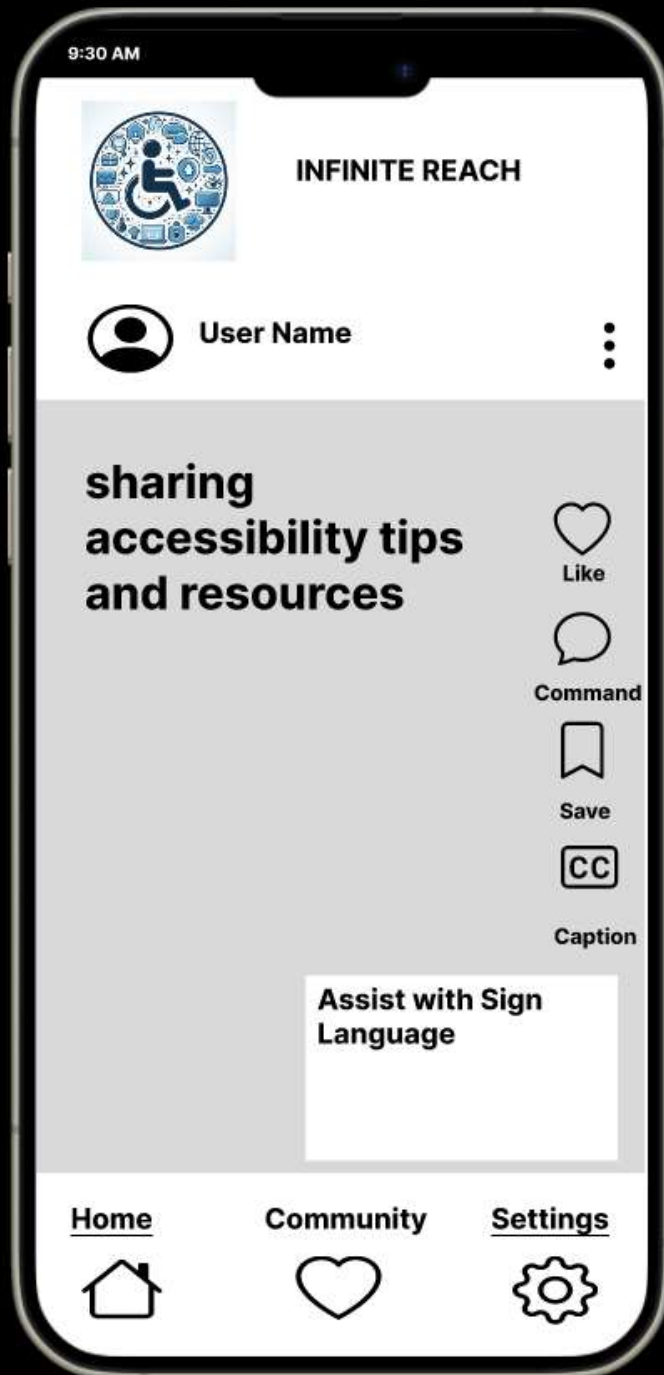 9:30 AM
INFINITE REACH
User Name
sharing
accessibility tips
and resources
Like
Command
Save
CC
Caption
Assist with Sign
Language
Home
Community
Settings